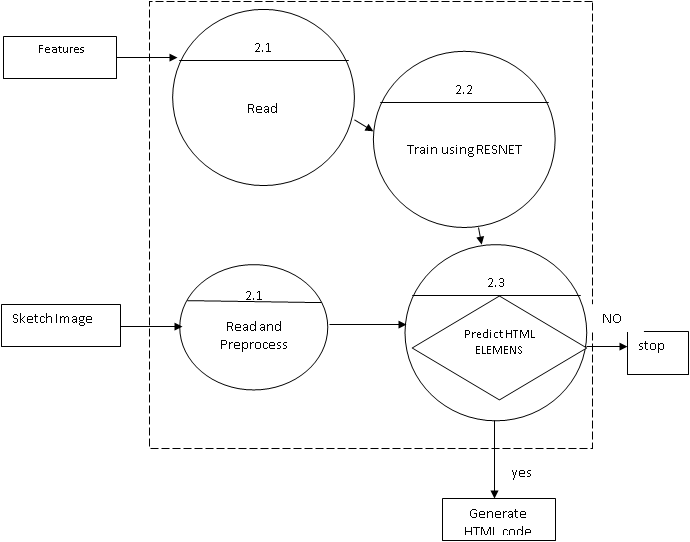 Features
2.1
Read
2.2
Train using RESNET
Sketch Image
2.1
Read and
Preprocess
2.3
Predict HTML
ELEMENS
NO
stop
yes
Generate
HTML code